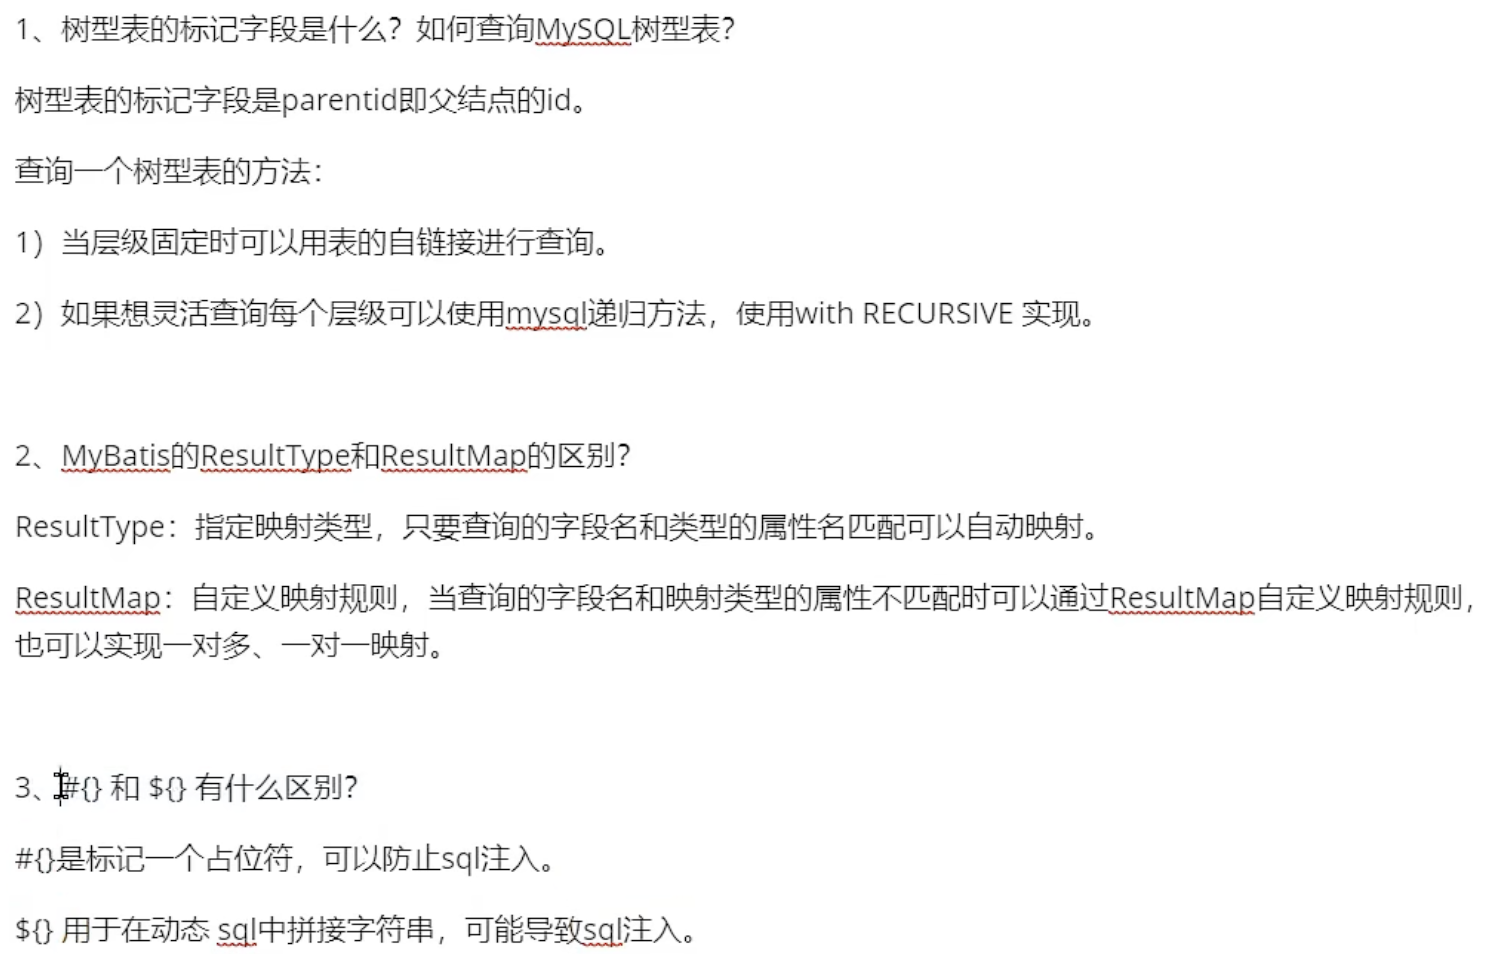 1、树型表的标记字段是什么？如何查询MySQL树型表？
树型表的标记字段是parentid即父结点的id。
查询一个树型表的方法：
1）当层级固定时可以用表的自链接进行查询。
2）如果想灵活查询每个层级可以使用mysql递归方法，使用with RECURSIVE 实现。
2、MyBatis的ResultType和ResultMap的区别？
ResultType：指定映射类型，只要查询的字段名和类型的属性名匹配可以自动映射。
ResultMap：自定义映射规则，当查询的字段名和映射类型的属性不匹配时可以通过ResultMap自定义映射规则，
也可以实现一对多、一对一映射。
3、#{} 和 ${} 有什么区别？
#{}是标记一个占位符，可以防止sql注入。
${} 用于在动态 sql中拼接字符串，可能导致sql注入。